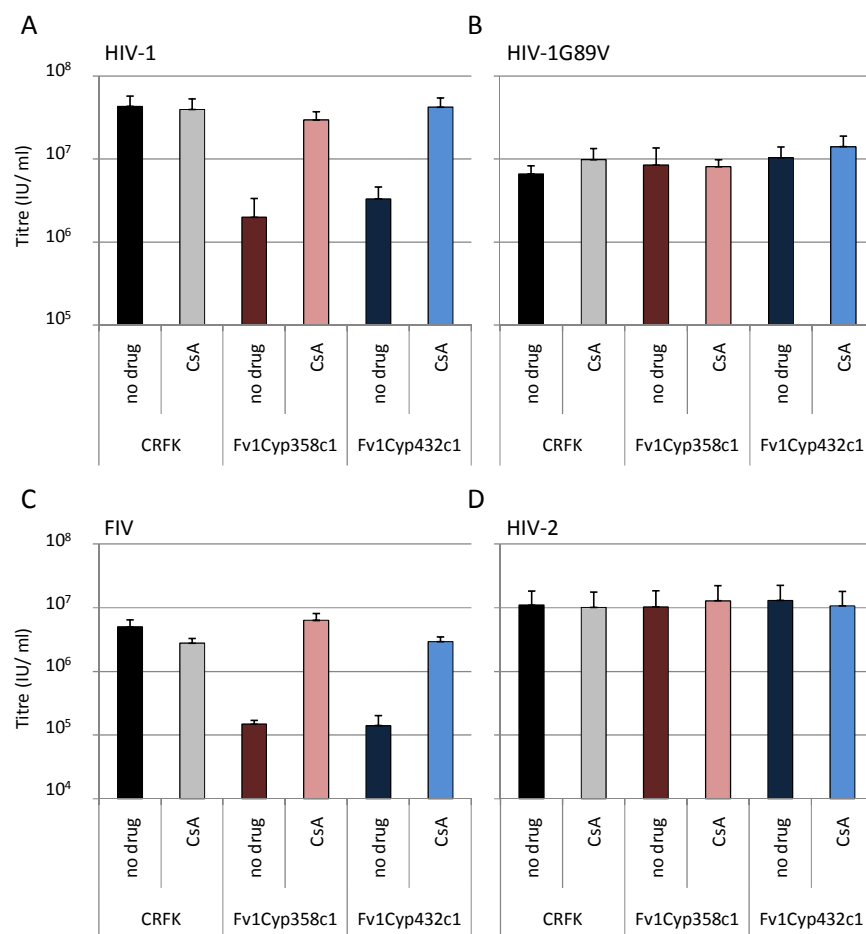 A
HIV-1
B
HIV-1G89V
Titre (IU/ ml)
10⁸
10⁷
10⁶
10⁵
no drug CsA no drug CsA no drug CsA
CRFK Fv1Cyp358c1 Fv1Cyp432c1
no drug CsA no drug CsA no drug CsA
CRFK Fv1Cyp358c1 Fv1Cyp432c1
C
FIV
D
HIV-2
Titre (IU/ ml)
10⁸
10⁷
10⁶
10⁵
10⁴
no drug CsA no drug CsA no drug CsA
CRFK Fv1Cyp358c1 Fv1Cyp432c1
no drug CsA no drug CsA no drug CsA
CRFK Fv1Cyp358c1 Fv1Cyp432c1